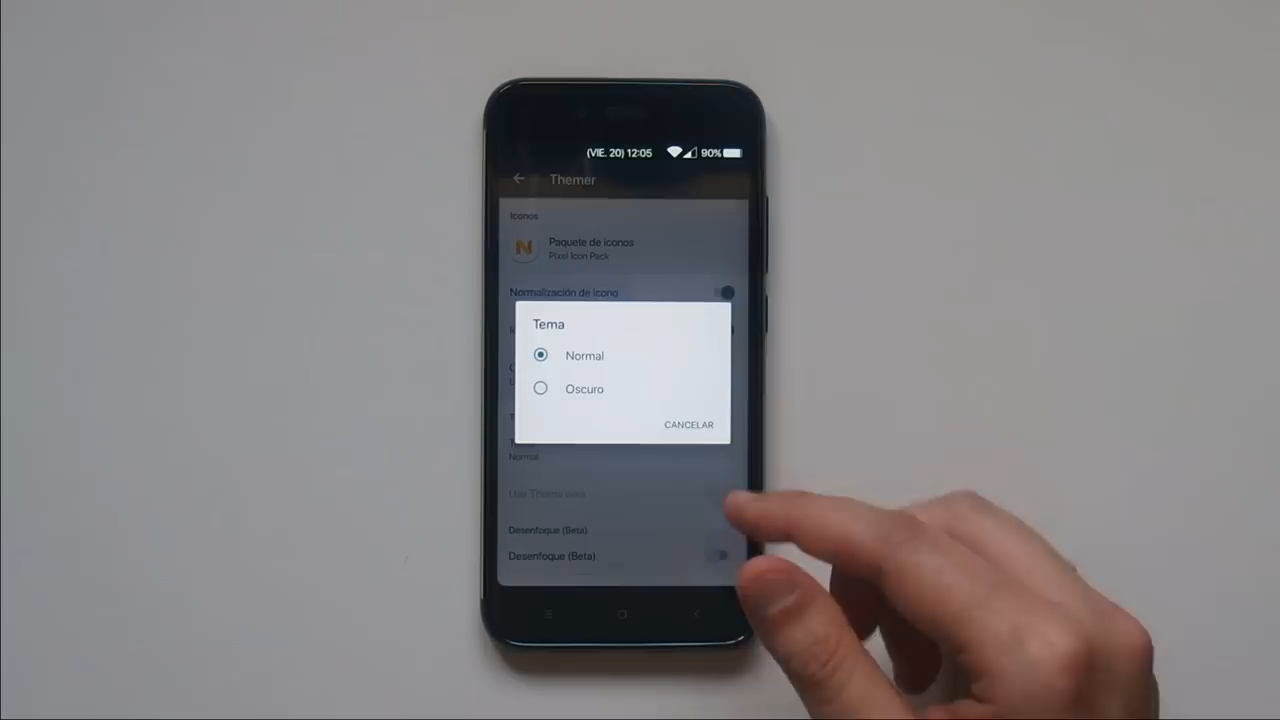 (VIE. 20) 12:05 90%
Themer
Iconos
N
Paquete de iconos
Pixel Icon Pack
Normalización de icono
Tema
Normal
Oscuro
CANCELAR
Normal
Desenfoque (Beta)
Desenfoque (Beta)